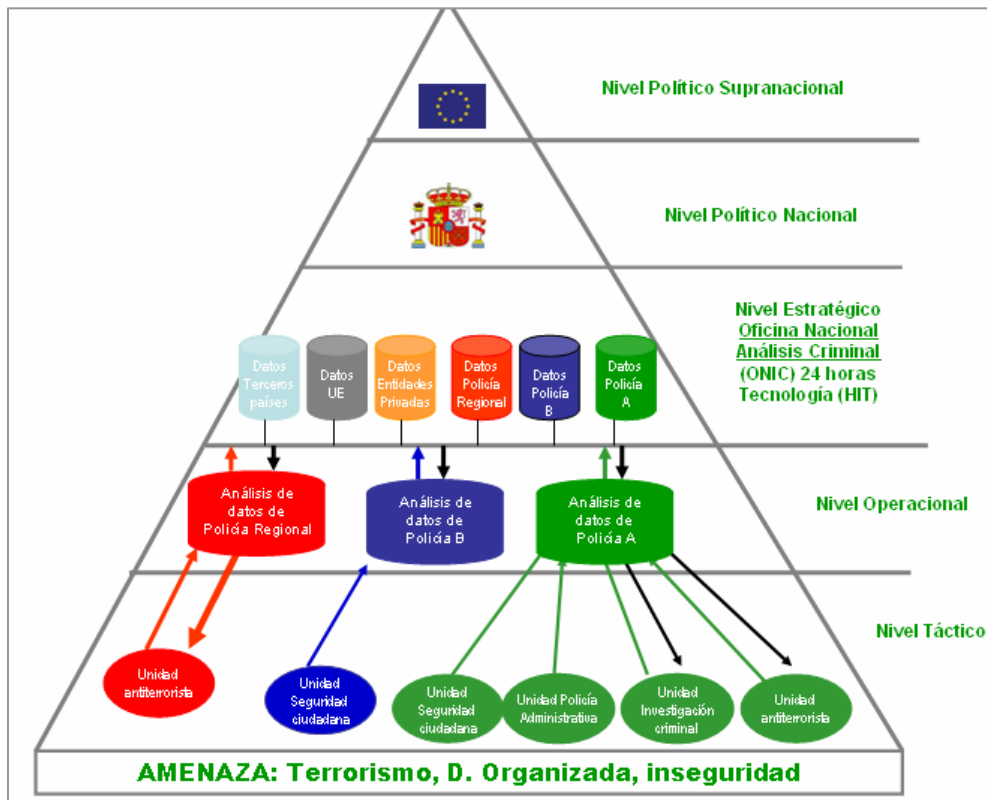 Nivel Político Supranacional
Nivel Político Nacional
Nivel Estratégico
Oficina Nacional
Análisis Criminal
(ONIC) 24 horas
Tecnología (HIT)
Datos
Terceros
países
Datos
UE
Datos
Entidades
Privadas
Datos
Policía
Regional
Datos
Policía
B
Datos
Policía
A
Análisis de
datos de
Policía Regional
Análisis de
datos de
Policía B
Análisis de
datos de
Policía A
Nivel Operacional
Nivel Táctico
Unidad
antiterrorista
Unidad
Seguridad
ciudadana
Unidad
Seguridad
ciudadana
Unidad Policía
Administrativa
Unidad
Investigación
criminal
Unidad
antiterrorista
AMENAZA: Terrorismo, D. Organizada, inseguridad